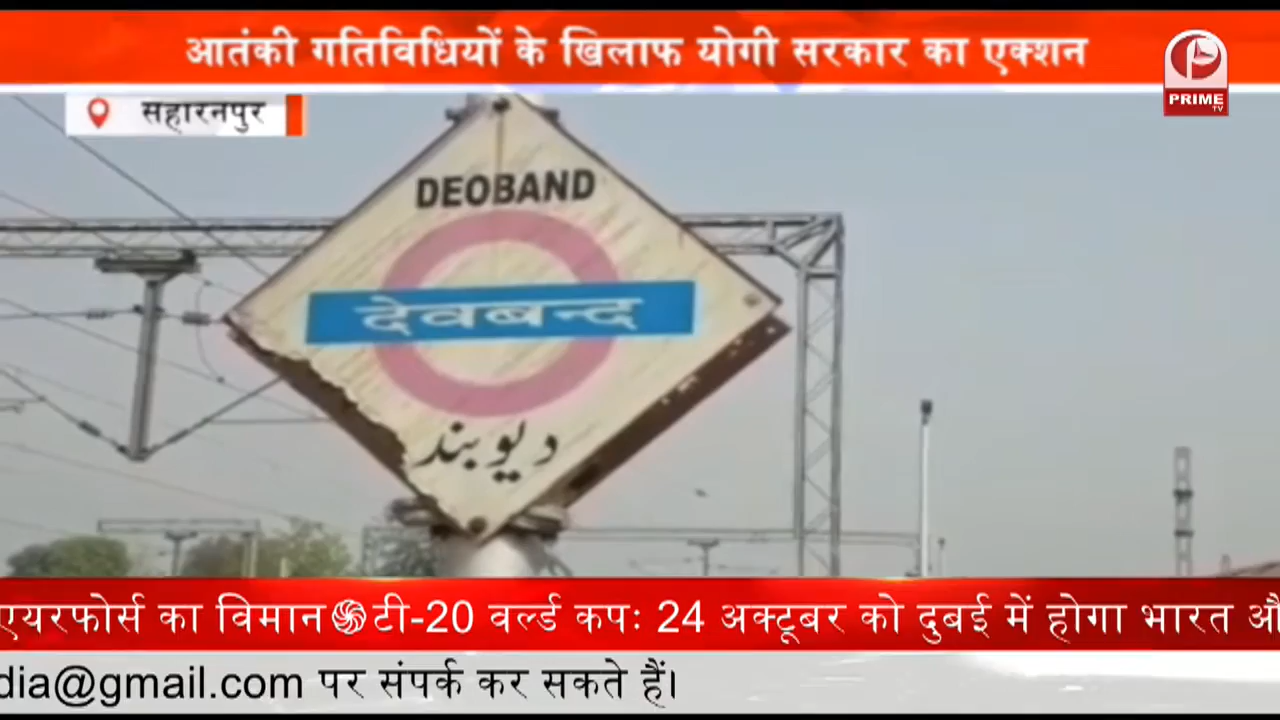 आतंकी गतिविधियों के खिलाफ योगी सरकार का एक्शन
PRIME
TV
सहारनपुर
DEOBAND
देवबन्द
دیوبند
एयरफोर्स का विमान टी-20 वर्ल्ड कपः 24 अक्टूबर को दुबई में होगा भारत औ
dia@gmail.com पर संपर्क कर सकते हैं।